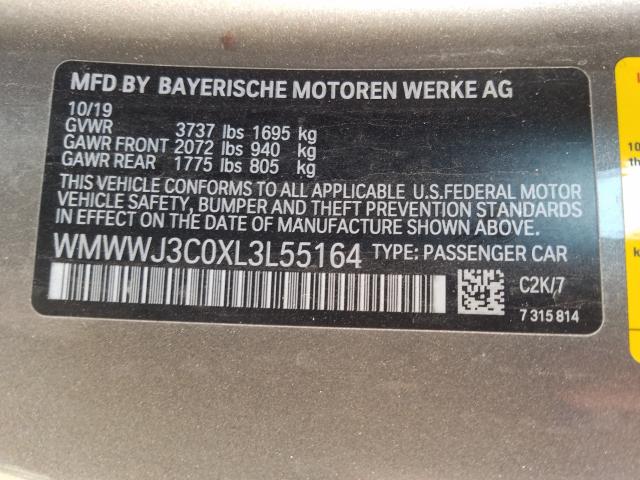 MFD BY BAYERISCHE MOTOREN WERKE AG
10/19
GVWR 3737 lbs 1695 kg
GAWR FRONT 2072 lbs 940 kg
GAWR REAR 1775 lbs 805 kg
THIS VEHICLE CONFORMS TO ALL APPLICABLE U.S.FEDERAL MOTOR
VEHICLE SAFETY, BUMPER AND THEFT PREVENTION STANDARDS
IN EFFECT ON THE DATE OF MANUFACTURE SHOWN ABOVE.
WMWWJ3C0XL3L55164 TYPE: PASSENGER CAR
C2K/7
7 315 814